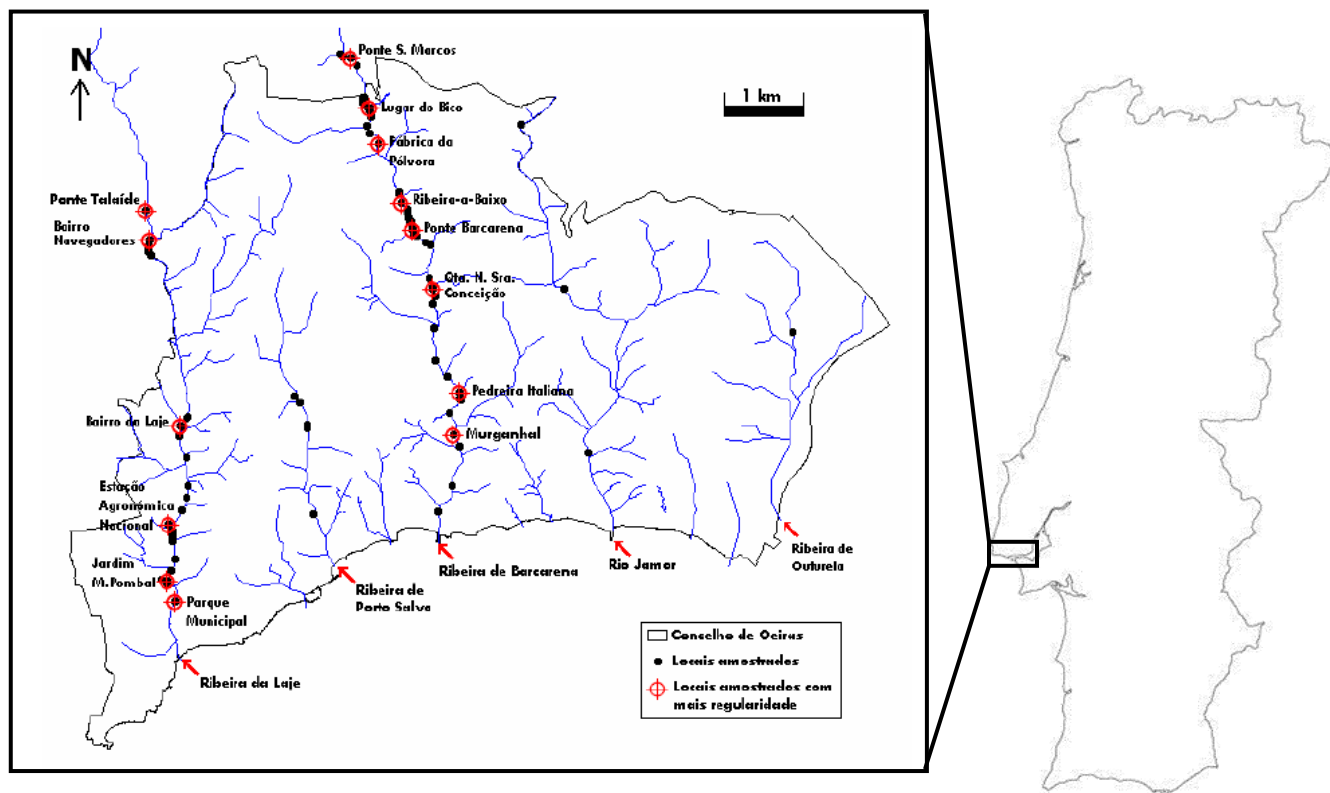 N
Ponte S. Marcos
1 km
Lugar do Bico
Fábrica da
Pólvora
Ponte Talaíde
Ribeira-a-Baixo
Bairro
Navegadores
Ponte Barcarena
Qta. N. Sra.
Conceição
Pedreira Italiana
Bairro da Laje
Murganhal
Estação
Agronómica
Nacional
Jardim
M.Pombal
Parque
Municipal
Ribeira da Laje
Ribeira de
Porto Salvo
Ribeira de Barcarena
Rio Jamor
Ribeira de
Outurela
Concelho de Oeiras
Locais amostrados
Locais amostrados com
mais regularidade